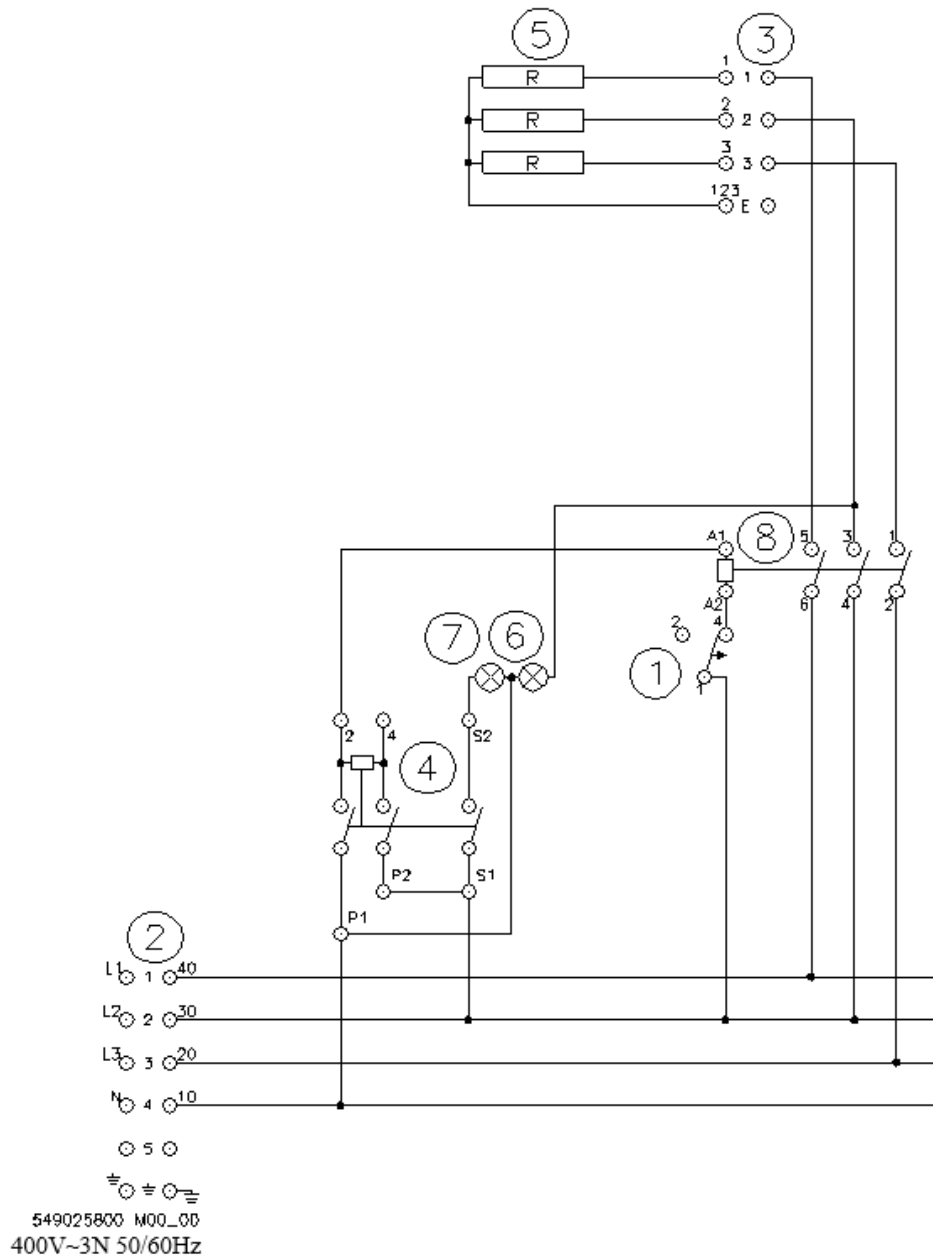 5 3
R 1 1
R 2 2
R 3 3
123 E
A1 8 5 3 1
A2 6 4 2
7 6 2 4
1 1
2 4 S2
4
P2 S1
P1
2
L1 1 40
L2 2 30
L3 3 20
N 4 10
5
549025800 M00_00
400V~3N 50/60Hz